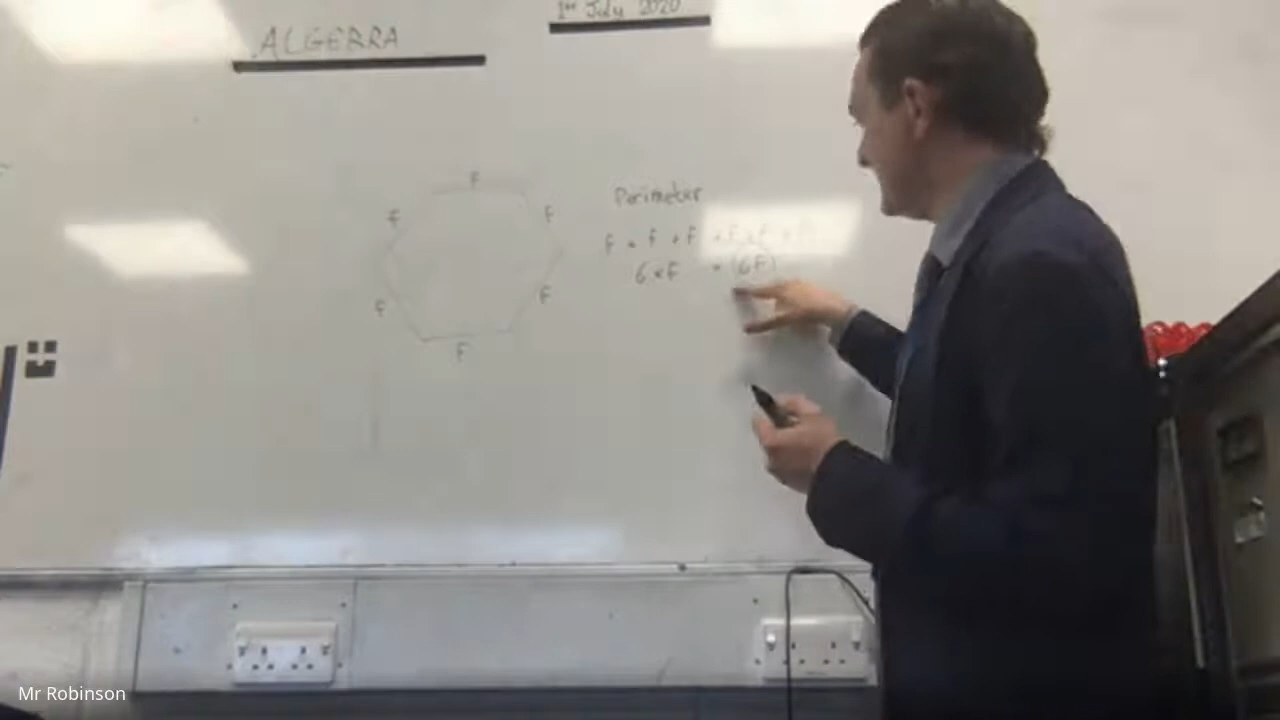 ALGEBRA
1st July 2020
F
F
F
F
F
F
Perimeter
F + F + F + F + F + F
6 × F = (6F)
Mr Robinson